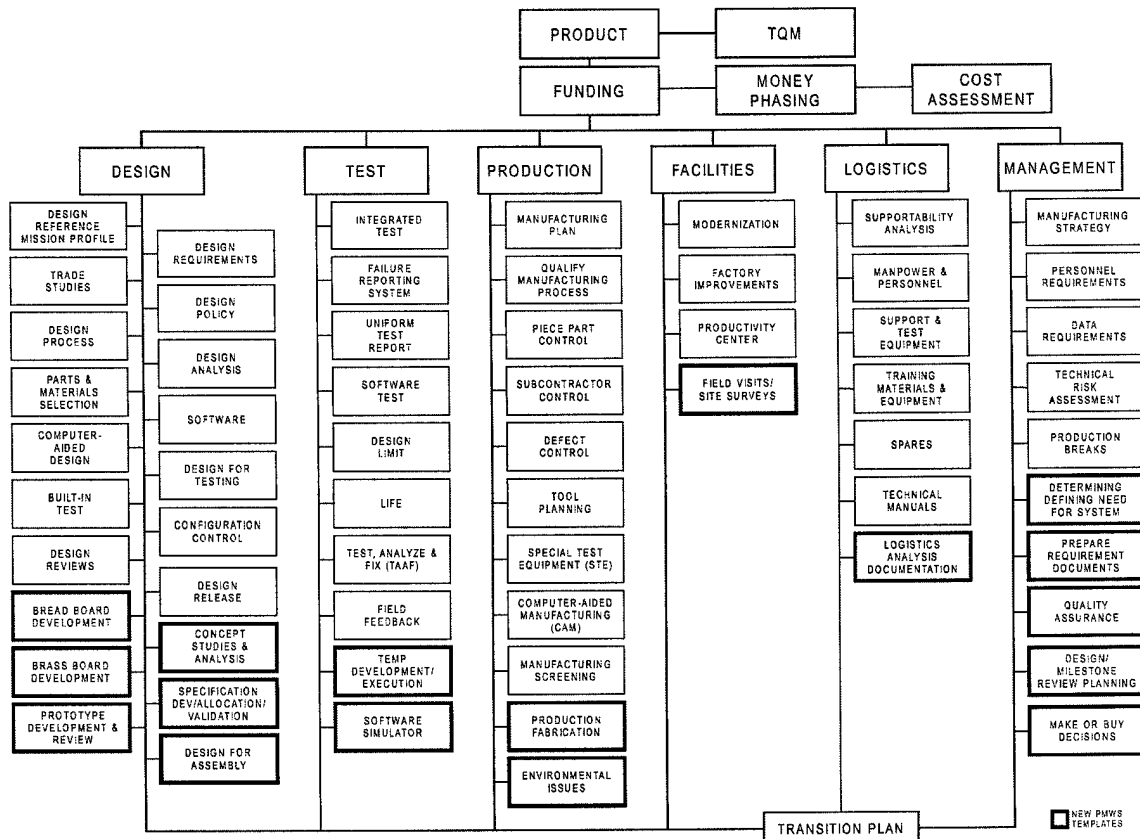 PRODUCT
TQM
FUNDING
MONEY
PHASING
COST
ASSESSMENT
DESIGN
TEST
PRODUCTION
FACILITIES
LOGISTICS
MANAGEMENT
DESIGN
REFERENCE
MISSION PROFILE
TRADE
STUDIES
DESIGN
PROCESS
PARTS &
MATERIALS
SELECTION
COMPUTER-
AIDED
DESIGN
BUILT-IN
TEST
DESIGN
REVIEWS
BREAD BOARD
DEVELOPMENT
BRASS BOARD
DEVELOPMENT
PROTOTYPE
DEVELOPMENT &
REVIEW
DESIGN
REQUIREMENTS
DESIGN
POLICY
DESIGN
ANALYSIS
SOFTWARE
DESIGN FOR
TESTING
CONFIGURATION
CONTROL
DESIGN
RELEASE
CONCEPT
STUDIES &
ANALYSIS
SPECIFICATION
DEV/ALLOCATION/
VALIDATION
DESIGN FOR
ASSEMBLY
INTEGRATED
TEST
FAILURE
REPORTING
SYSTEM
UNIFORM
TEST
REPORT
SOFTWARE
TEST
DESIGN
LIMIT
LIFE
TEST, ANALYZE &
FIX (TAAF)
FIELD
FEEDBACK
TEMP
DEVELOPMENT/
EXECUTION
SOFTWARE
SIMULATOR
MANUFACTURING
PLAN
QUALIFY
MANUFACTURING
PROCESS
PIECE PART
CONTROL
SUBCONTRACTOR
CONTROL
DEFECT
CONTROL
TOOL
PLANNING
SPECIAL TEST
EQUIPMENT (STE)
COMPUTER-AIDED
MANUFACTURING
(CAM)
MANUFACTURING
SCREENING
PRODUCTION
FABRICATION
ENVIRONMENTAL
ISSUES
MODERNIZATION
FACTORY
IMPROVEMENTS
PRODUCTIVITY
CENTER
FIELD VISITS/
SITE SURVEYS
SUPPORTABILITY
ANALYSIS
MANPOWER &
PERSONNEL
SUPPORT &
TEST
EQUIPMENT
TRAINING
MATERIALS &
EQUIPMENT
SPARES
TECHNICAL
MANUALS
LOGISTICS
ANALYSIS
DOCUMENTATION
MANUFACTURING
STRATEGY
PERSONNEL
REQUIREMENTS
DATA
REQUIREMENTS
TECHNICAL
RISK
ASSESSMENT
PRODUCTION
BREAKS
DETERMINING
DEFINING NEED
FOR SYSTEM
PREPARE
REQUIREMENT
DOCUMENTS
QUALITY
ASSURANCE
DESIGN/
MILESTONE
REVIEW PLANNING
MAKE OR BUY
DECISIONS
TRANSITION PLAN
NEW PMWS
TEMPLATES